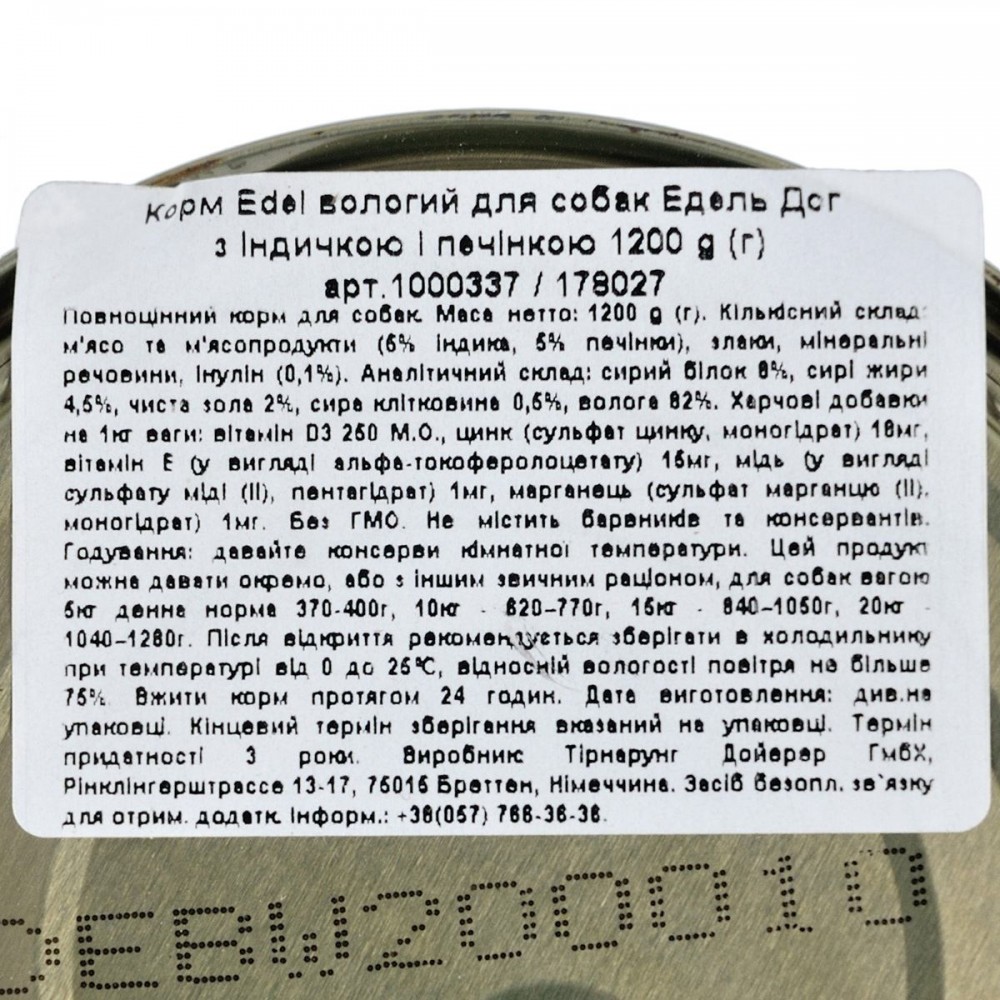 корм Edel вологий для собак Едель Дог
з індичкою і печінкою 1200 g (г)
арт.1000337 / 178027
Повноцінний корм для собак. Маса нетто: 1200 g (г). Кількісний склад:
м'ясо та м'ясопродукти (6% індика, 5% печінки), злаки, мінеральні
речовини, інулін (0,1%). Аналітичний склад: сирий білок 8%, сирі жири
4,5%, чиста зола 2%, сира клітковина 0,5%, волога 82%. Харчові добавки
на 1кг ваги: вітамін D3 250 М.О., цинк (сульфат цинку, моногідрат) 18мг,
вітамін Е (у вигляді альфа-токоферолоцетату) 15мг, мідь (у вигляді
сульфату міді (II), пентагідрат) 1мг, марганець (сульфат марганцю (II),
моногідрат) 1мг. Без ГМО. Не містить барвників та консервантів.
Годування: давайте консерви кімнатної температури. Цей продукт
можна давати окремо, або з іншим звичним раціоном, для собак вагою
5кг денна норма 370-400г, 10кг - 620–770г, 15кг - 840–1050г, 20кг -
1040–1280г. Після відкриття рекомендується зберігати в холодильнику
при температурі від 0 до 25°C, відносній вологості повітря не більше
75%. Вжити корм протягом 24 годин. Дата виготовлення: див.на
упаковці. Кінцевий термін зберігання вказаний на упаковці. Термін
придатності 3 роки. Виробник: Тірнарунг Дойерер ГмбХ,
Рінклінгерштрассе 13-17, 75015 Бреттен, Німеччина. Засіб безопл. зв`язку
для отрим. додатк. інформ.: +38(057) 766-36-36.
DEBW200010